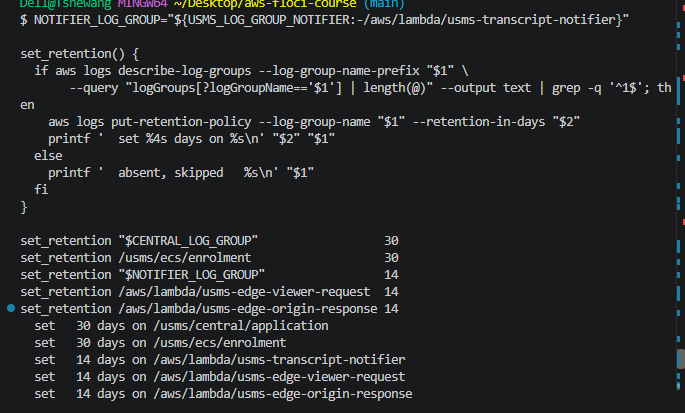 Dell@Tshewang MINGW64 ~/Desktop/aws-floci-course (main)
$ NOTIFIER_LOG_GROUP="${USMS_LOG_GROUP_NOTIFIER:-/aws/lambda/usms-transcript-notifier}"
set_retention() {
  if aws logs describe-log-groups --log-group-name-prefix "$1" \
       --query "logGroups[?logGroupName=='$1'] | length(@)" --output text | grep -q '^1$'; th
en
    aws logs put-retention-policy --log-group-name "$1" --retention-in-days "$2"
    printf '  set %4s days on %s\n' "$2" "$1"
  else
    printf '  absent, skipped   %s\n' "$1"
  fi
}
set_retention "$CENTRAL_LOG_GROUP"                  30
set_retention /usms/ecs/enrolment                   30
set_retention "$NOTIFIER_LOG_GROUP"                 14
set_retention /aws/lambda/usms-edge-viewer-request  14
set_retention /aws/lambda/usms-edge-origin-response 14
  set   30 days on /usms/central/application
  set   30 days on /usms/ecs/enrolment
  set   14 days on /aws/lambda/usms-transcript-notifier
  set   14 days on /aws/lambda/usms-edge-viewer-request
  set   14 days on /aws/lambda/usms-edge-origin-response